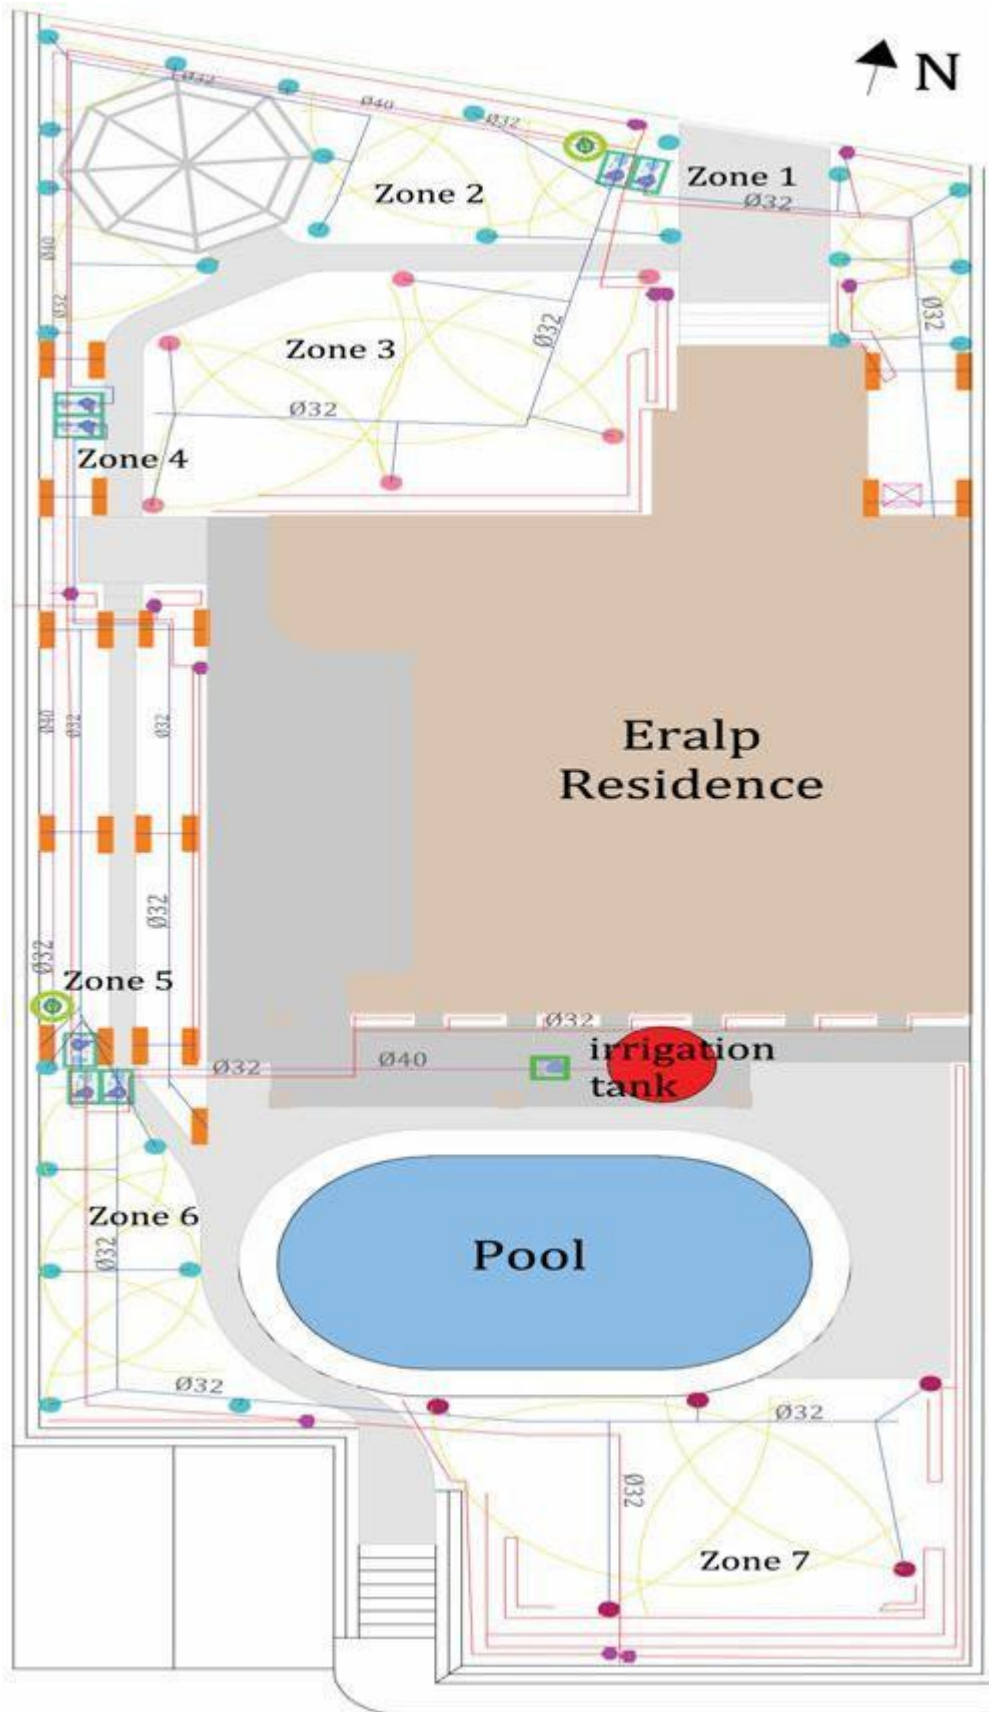 N
Ø32
Ø40
Ø32
Zone 1
Zone 2
Ø32
Ø40
Ø32
Ø32
Ø32
Zone 3
Ø32
Zone 4
Eralp
Residence
Ø40
Ø32
Ø32
Ø32
Ø32
Zone 5
Ø32
irrigation
tank
Ø32
Ø40
Zone 6
Ø32
Pool
Ø32
Ø32
Ø32
Zone 7